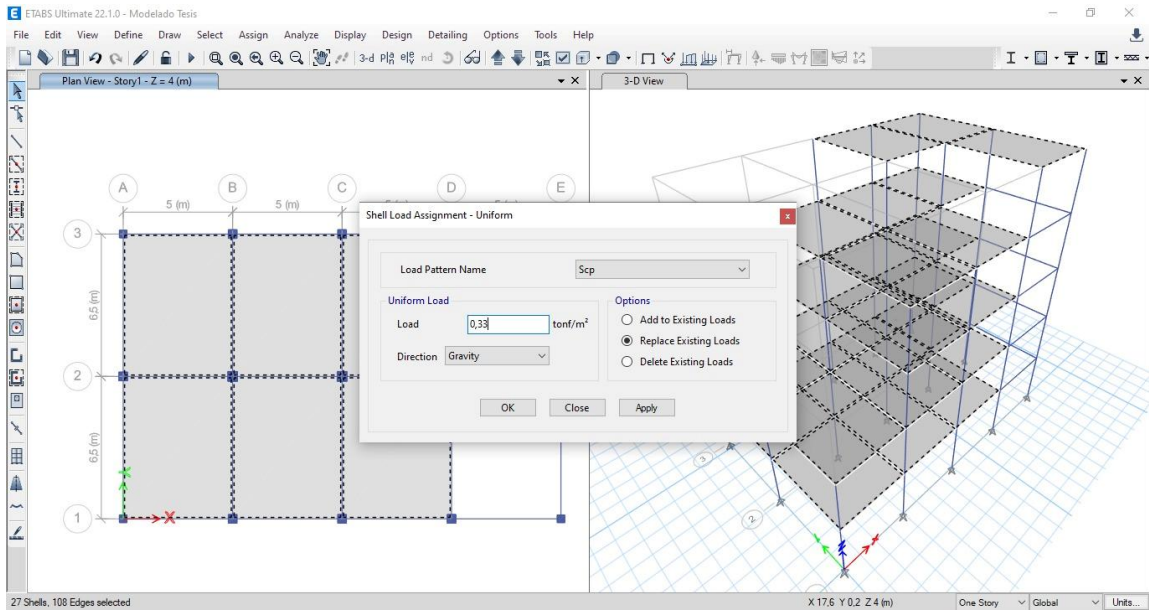 ETABS Ultimate 22.1.0 - Modelado Tesis
File Edit View Define Draw Select Assign Analyze Display Design Detailing Options Tools Help
3-d nd
Plan View - Story1 - Z = 4 (m)
3-D View
A B C D E
5 (m) 5 (m)
3
6,5 (m)
2
6,5 (m)
1
Shell Load Assignment - Uniform
Load Pattern Name Scp
Uniform Load
Load 0,33 tonf/m²
Direction Gravity
Options
Add to Existing Loads
Replace Existing Loads
Delete Existing Loads
OK Close Apply
3
2
27 Shells, 108 Edges selected
X 17,6 Y 0,2 Z 4 (m)
One Story Global Units...